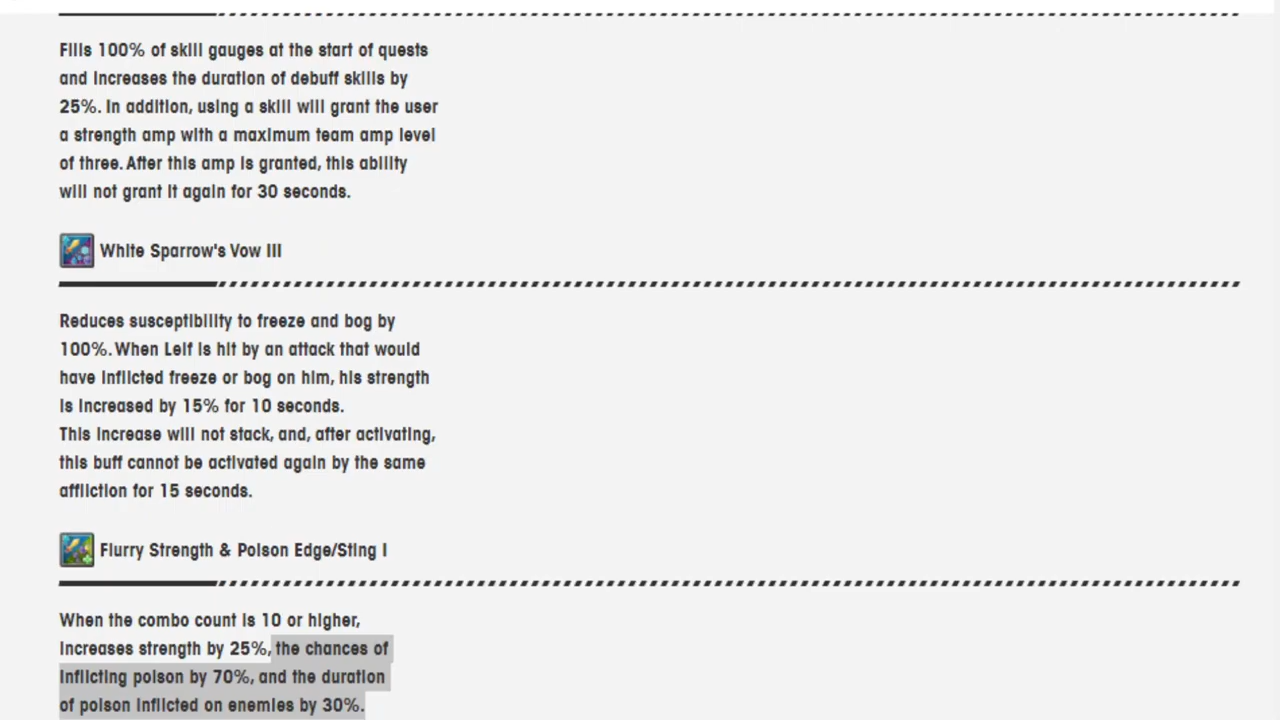 Fills 100% of skill gauges at the start of quests
and increases the duration of debuff skills by
25%. In addition, using a skill will grant the user
a strength amp with a maximum team amp level
of three. After this amp is granted, this ability
will not grant it again for 30 seconds.
White Sparrow's Vow III
Reduces susceptibility to freeze and bog by
100%. When Leif is hit by an attack that would
have inflicted freeze or bog on him, his strength
is increased by 15% for 10 seconds.
This increase will not stack, and, after activating,
this buff cannot be activated again by the same
affliction for 15 seconds.
Flurry Strength & Poison Edge/Sting I
When the combo count is 10 or higher,
increases strength by 25%, the chances of
inflicting poison by 70%, and the duration
of poison inflicted on enemies by 30%.